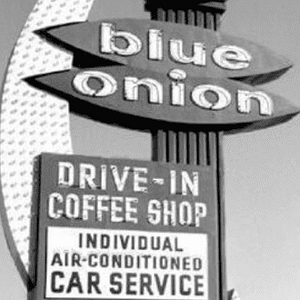 blue
onion
DRIVE-IN
COFFEE SHOP
INDIVIDUAL
AIR-CONDITIONED
CAR SERVICE